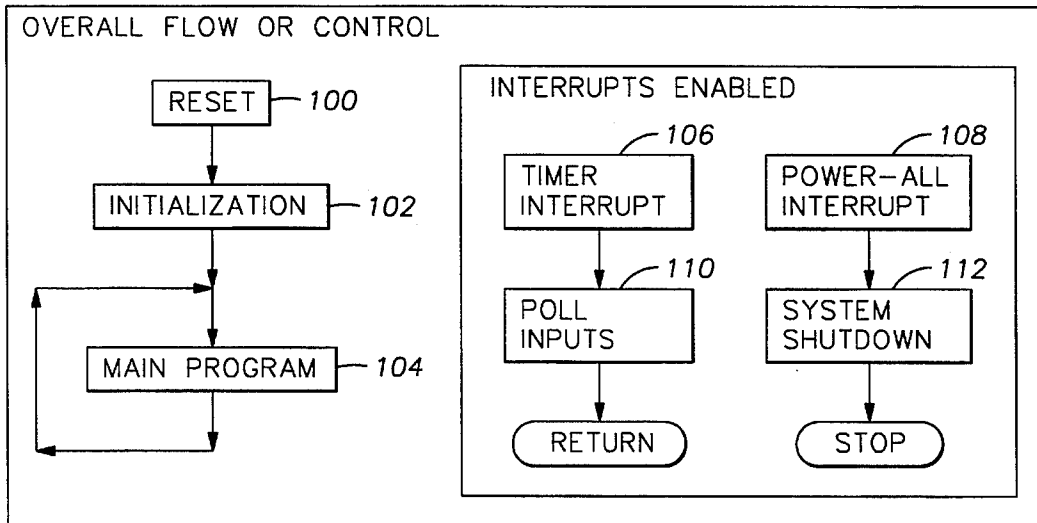 OVERALL FLOW OR CONTROL
RESET
100
INITIALIZATION
102
MAIN PROGRAM
104
INTERRUPTS ENABLED
106
TIMER
INTERRUPT
110
POLL
INPUTS
RETURN
108
POWER-ALL
INTERRUPT
112
SYSTEM
SHUTDOWN
STOP